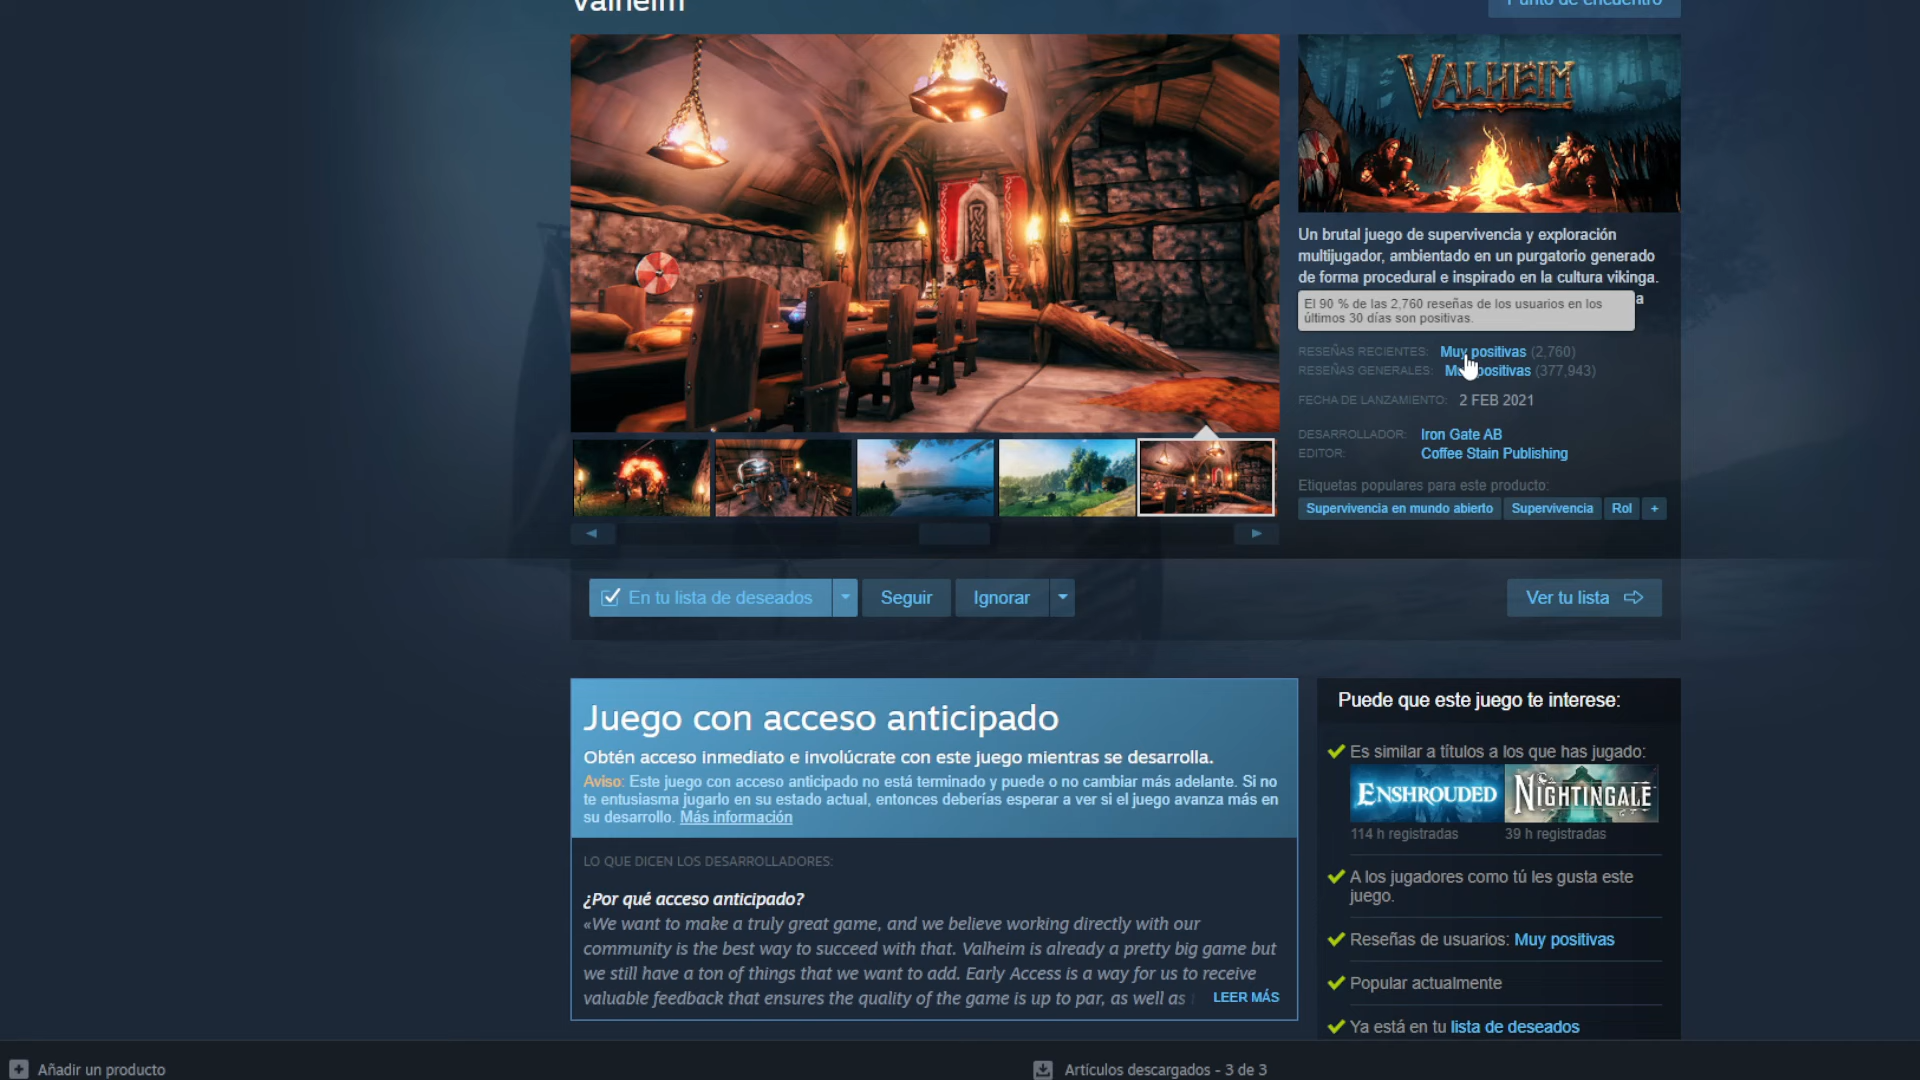 Valheim
Punto de encuentro
VALHEIM
Un brutal juego de supervivencia y exploración
multijugador, ambientado en un purgatorio generado
de forma procedural e inspirado en la cultura vikinga.
a
El 90 % de las 2,760 reseñas de los usuarios en los
últimos 30 días son positivas.
RESEÑAS RECIENTES: Muy positivas (2,760)
RESEÑAS GENERALES: Muy positivas (377,943)
FECHA DE LANZAMIENTO: 2 FEB 2021
DESARROLLADOR: Iron Gate AB
EDITOR: Coffee Stain Publishing
Etiquetas populares para este producto:
Supervivencia en mundo abierto Supervivencia Rol +
En tu lista de deseados Seguir Ignorar Ver tu lista
Juego con acceso anticipado
Obtén acceso inmediato e involúcrate con este juego mientras se desarrolla.
Aviso: Este juego con acceso anticipado no está terminado y puede o no cambiar más adelante. Si no
te entusiasma jugarlo en su estado actual, entonces deberías esperar a ver si el juego avanza más en
su desarrollo. Más información
LO QUE DICEN LOS DESARROLLADORES:
¿Por qué acceso anticipado?
«We want to make a truly great game, and we believe working directly with our
community is the best way to succeed with that. Valheim is already a pretty big game but
we still have a ton of things that we want to add. Early Access is a way for us to receive
valuable feedback that ensures the quality of the game is up to par, as well as LEER MÁS
Puede que este juego te interese:
Es similar a títulos a los que has jugado:
ENSHROUDED NIGHTINGALE
114 h registradas 39 h registradas
A los jugadores como tú les gusta este
juego.
Reseñas de usuarios: Muy positivas
Popular actualmente
Ya está en tu lista de deseados
Añadir un producto
Artículos descargados - 3 de 3